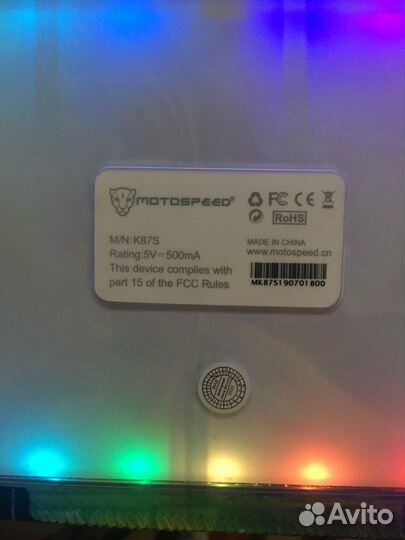 MOTOSPEED®
FC CE
RoHS
M/N:K87S
Rating:5V⎓500mA
This device complies with
part 15 of the FCC Rules
MADE IN CHINA
www.motospeed.cn
MK87S190701800
Avito